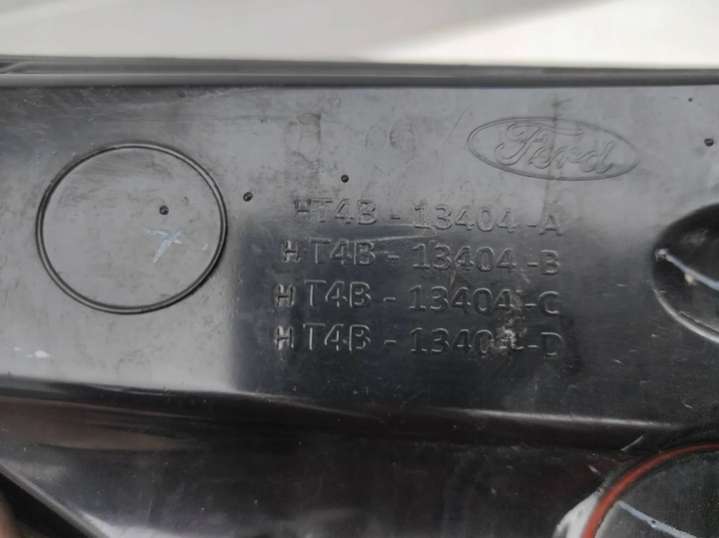 Ford
HT4B - 13404 -A
HT4B - 13404 -B
HT4B - 13404 -C
HT4B - 13404 -D